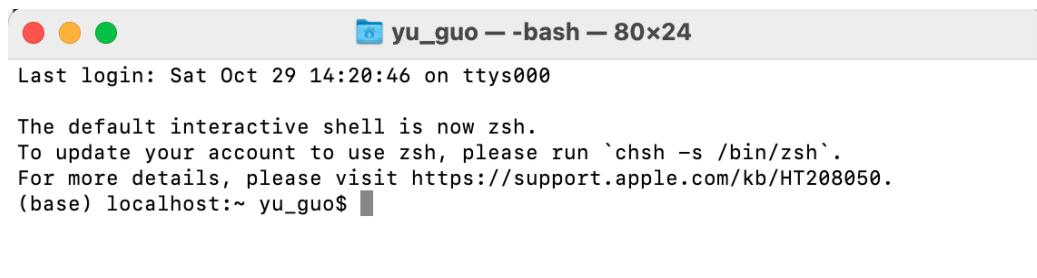 yu_guo — -bash — 80×24
Last login: Sat Oct 29 14:20:46 on ttys000
The default interactive shell is now zsh.
To update your account to use zsh, please run `chsh -s /bin/zsh`.
For more details, please visit https://support.apple.com/kb/HT208050.
(base) localhost:~ yu_guo$